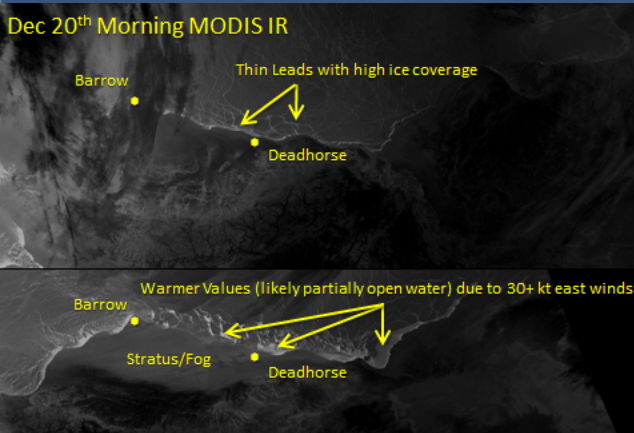 Dec 20th Morning MODIS IR
Thin Leads with high ice coverage
Barrow
Deadhorse
Warmer Values (likely partially open water) due to 30+ kt east winds
Barrow
Stratus/Fog
Deadhorse